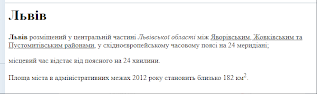 Львів
Львів розміщений у центральній частині Львівської області між Яворівським, Жовківським та
Пустомитівським районами, у східноєвропейському часовому поясі на 24 меридіані;
місцевий час відстає від поясного на 24 хвилини.
Площа міста в адміністративних межах 2012 року становить близько 182 км².